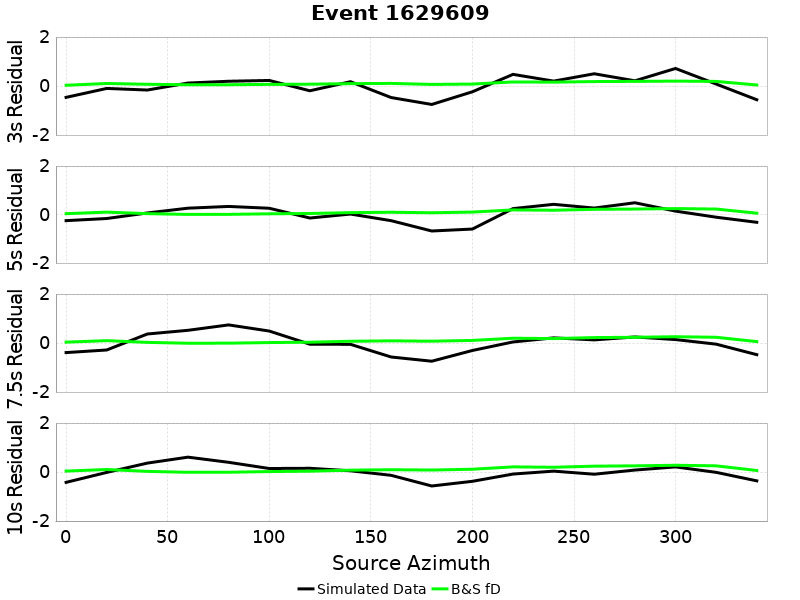 Event 1629609
3s Residual
2
0
-2
5s Residual
2
0
-2
7.5s Residual
2
0
-2
10s Residual
2
0
-2
0 50 100 150 200 250 300
Source Azimuth
Simulated Data B&S fD